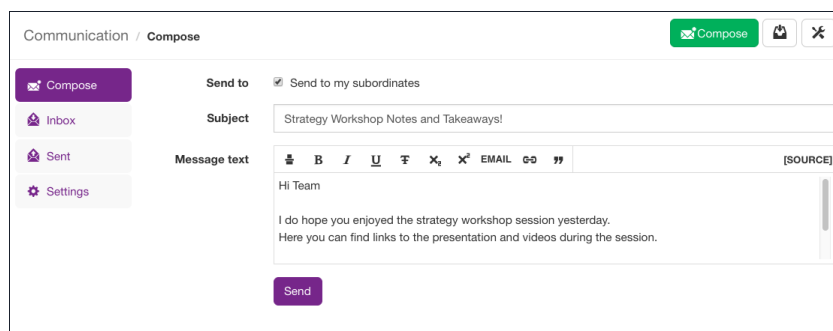 Communication / Compose
Compose
Compose
Inbox
Sent
Settings
Send to
Send to my subordinates
Subject
Strategy Workshop Notes and Takeaways!
Message text
B I U T X₂ X² EMAIL ❞ [SOURCE]
Hi Team
I do hope you enjoyed the strategy workshop session yesterday.
Here you can find links to the presentation and videos during the session.
Send